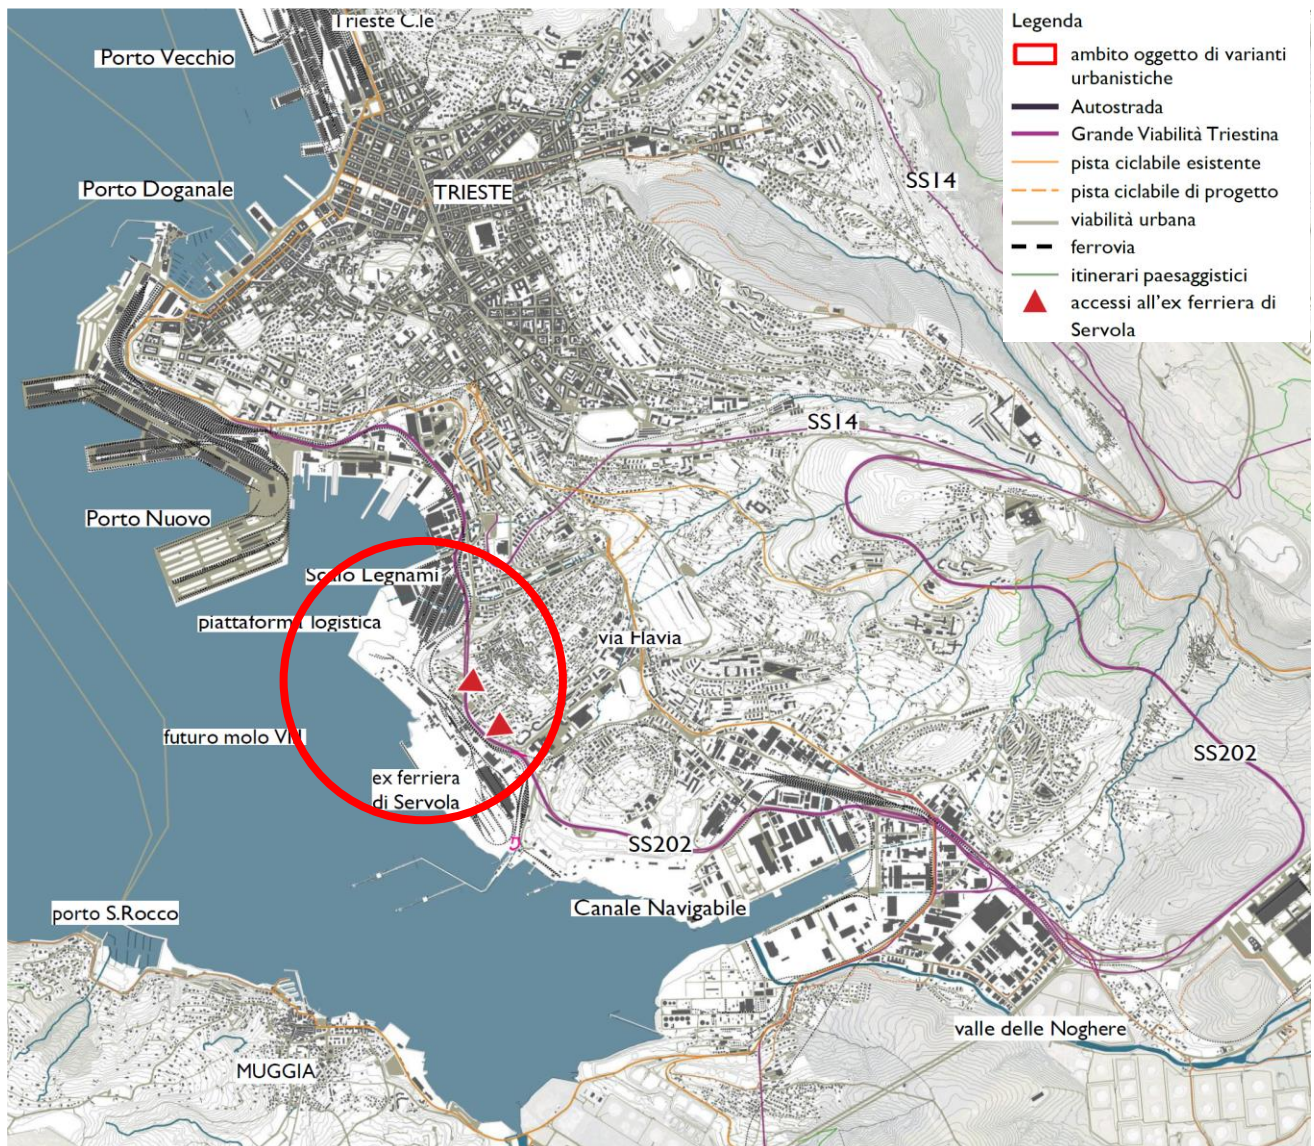 Trieste C.le
Porto Vecchio
Porto Doganale
TRIESTE
SS14
Legenda
ambito oggetto di varianti
urbanistiche
Autostrada
Grande Viabilità Triestina
pista ciclabile esistente
pista ciclabile di progetto
viabilità urbana
ferrovia
itinerari paesaggistici
accessi all'ex ferriera di
Servola
SS14
Porto Nuovo
Scalo Legnami
piattaforma logistica
via Flavia
futuro molo VIII
ex ferriera
di Servola
SS202
SS202
Canale Navigabile
porto S.Rocco
valle delle Noghere
MUGGIA